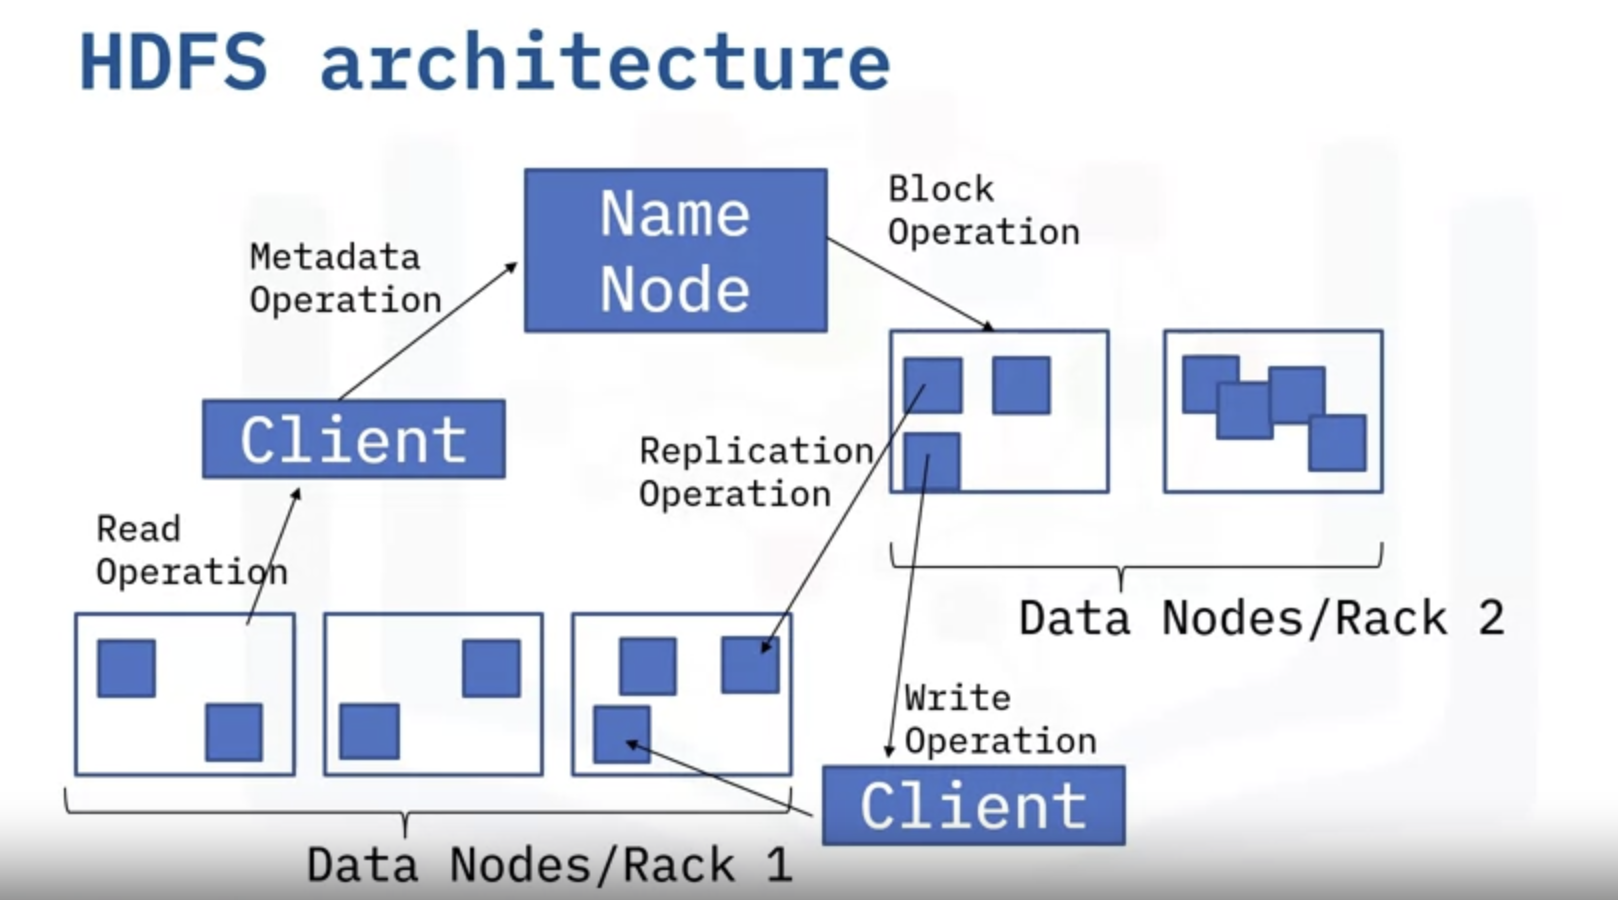 HDFS architecture
Name
Node
Block
Operation
Metadata
Operation
Client
Replication
Operation
Read
Operation
Data Nodes/Rack 2
Write
Operation
Client
Data Nodes/Rack 1